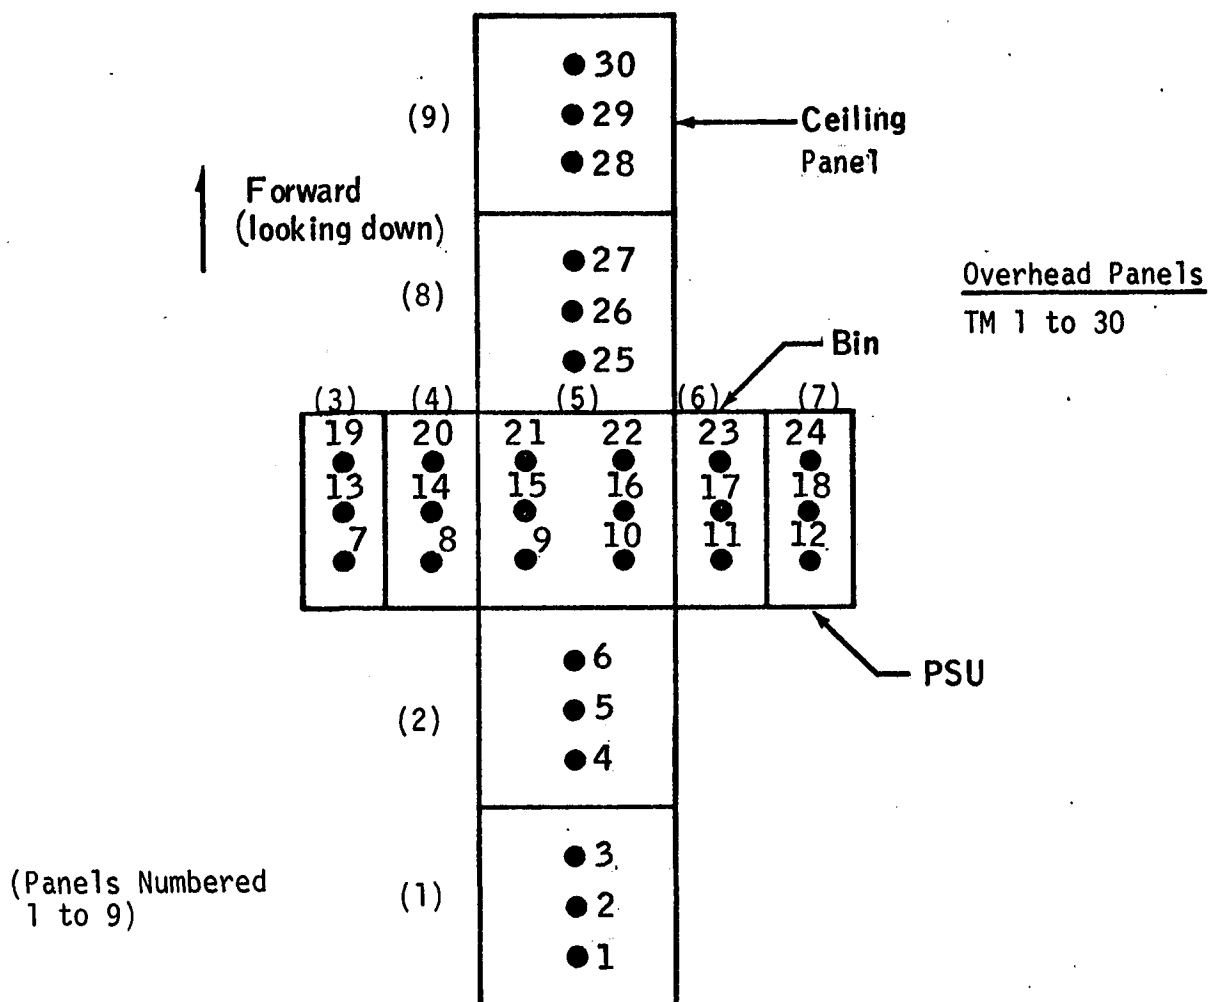 30
(9)
29
Ceiling
Panel
28
Forward
(looking down)
27
(8)
26
25
Overhead Panels
TM 1 to 30
Bin
(3) (4) (5) (6) (7)
19 20 21 22 23 24
13 14 15 16 17 18
7 8 9 10 11 12
6
5
(2)
4
PSU
3
(Panels Numbered
1 to 9)
(1)
2
1